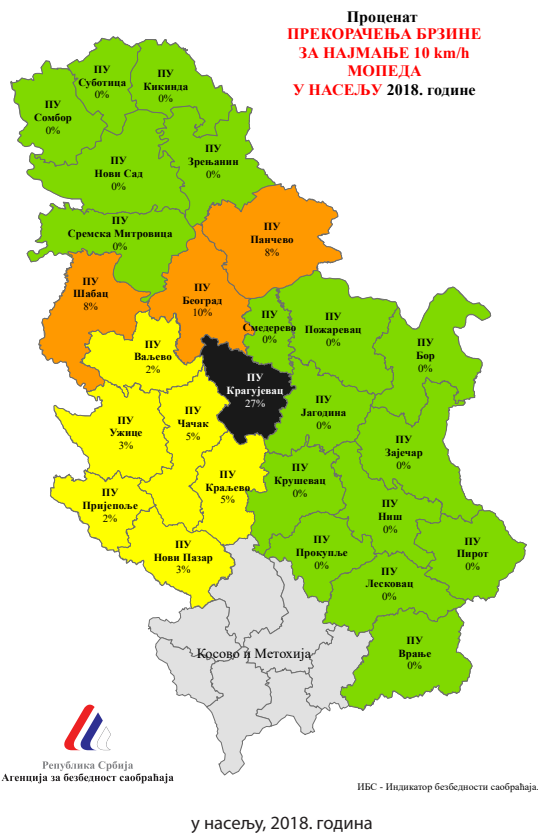 Проценат
ПРЕКОРАЧЕЊА БРЗИНЕ
ЗА НАЈМАЊЕ 10 km/h
МОПЕДА
У НАСЕЉУ 2018. године
ПУ
Суботица
0%
ПУ
Кикинда
0%
ПУ
Сомбор
0%
ПУ
Зрењанин
0%
ПУ
Нови Сад
0%
ПУ
Сремска Митровица
0%
ПУ
Панчево
8%
ПУ
Шабац
8%
ПУ
Београд
10%
ПУ
Смедерево
0%
ПУ
Пожаревац
0%
ПУ
Бор
0%
ПУ
Ваљево
2%
ПУ
Крагујевац
27%
ПУ
Јагодина
0%
ПУ
Ужице
3%
ПУ
Чачак
5%
ПУ
Зајечар
0%
ПУ
Краљево
5%
ПУ
Крушевац
0%
ПУ
Пријепоље
2%
ПУ
Ниш
0%
ПУ
Нови Пазар
3%
ПУ
Прокупље
0%
ПУ
Пирот
0%
ПУ
Лесковац
0%
ПУ
Врање
0%
Косово и Метохија
Република Србија
Агенција за безбедност саобраћаја
ИБС - Индикатор безбедности саобраћаја.
у насељу, 2018. година